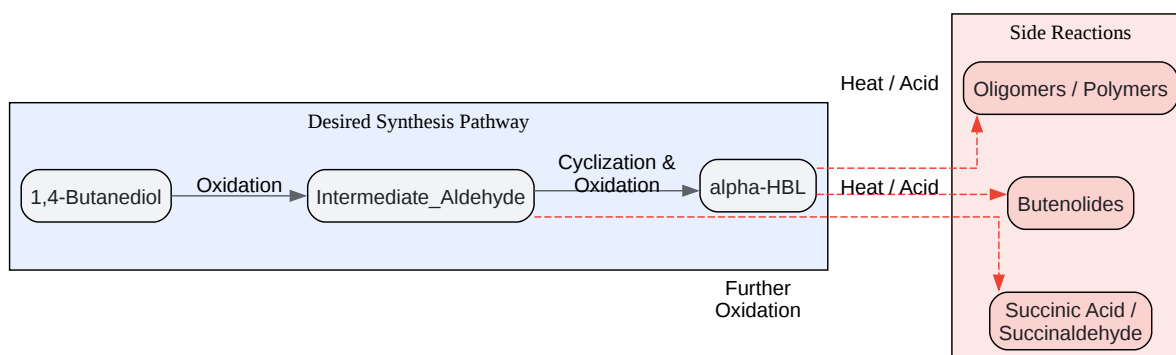 Side Reactions
Heat / Acid
Oligomers / Polymers
Desired Synthesis Pathway
1,4-Butanediol
Oxidation
Intermediate_Aldehyde
Cyclization &
Oxidation
alpha-HBL
Heat / Acid
Butenolides
Further
Oxidation
Succinic Acid /
Succinaldehyde